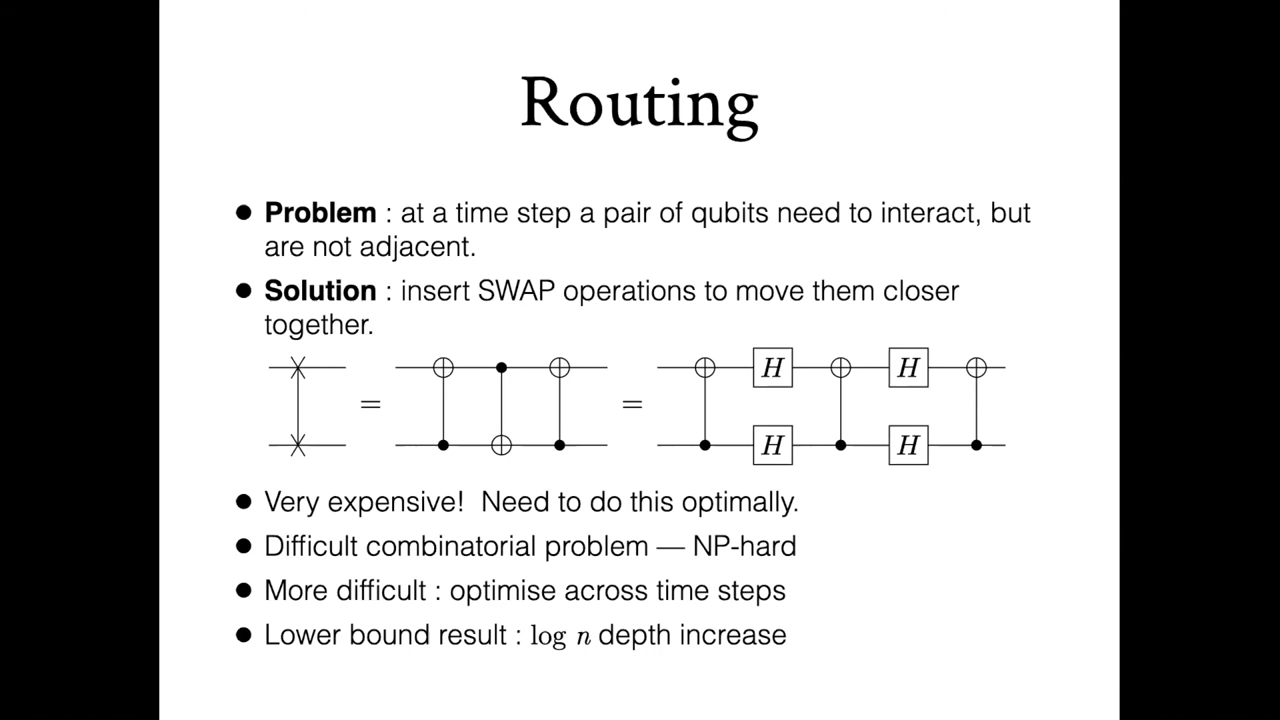 Routing
● Problem : at a time step a pair of qubits need to interact, but
are not adjacent.
● Solution : insert SWAP operations to move them closer
together.
= = H H
H H
● Very expensive!  Need to do this optimally.
● Difficult combinatorial problem — NP-hard
● More difficult : optimise across time steps
● Lower bound result : log n depth increase